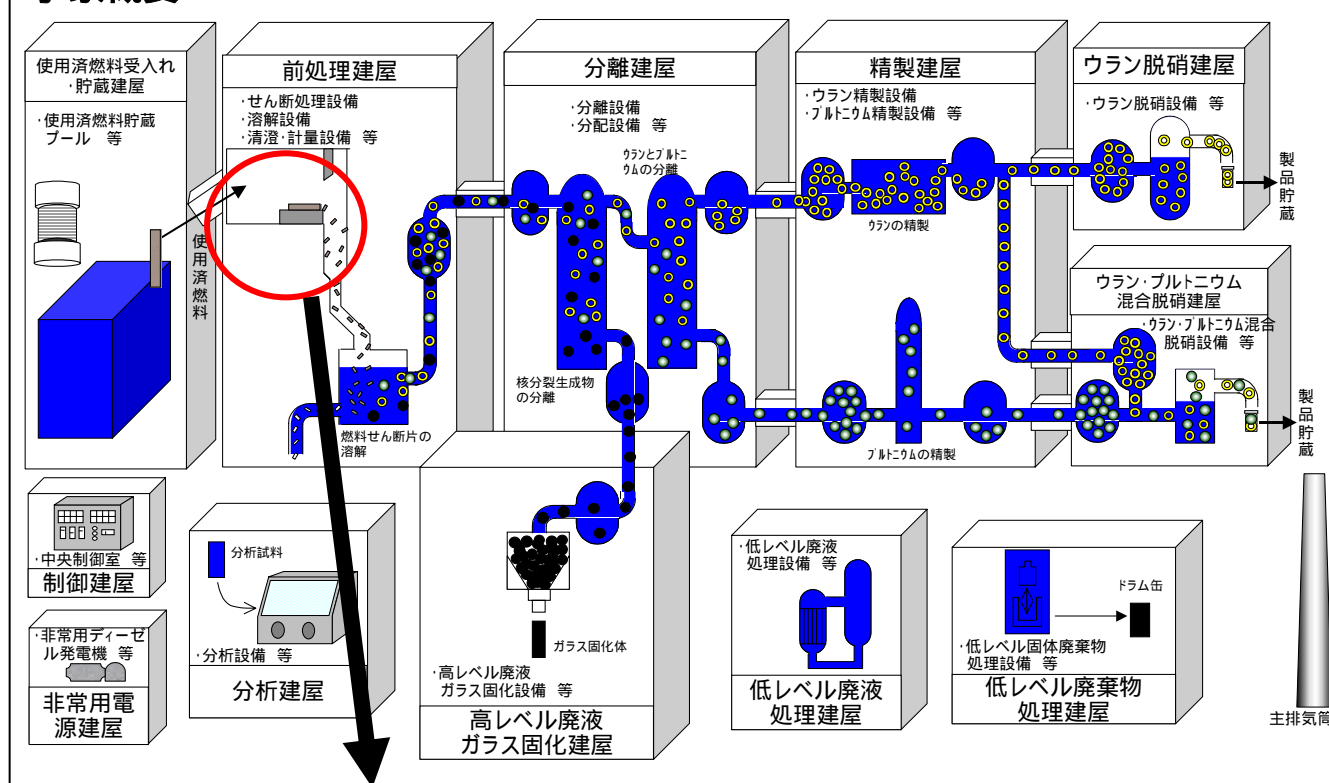 使用済燃料受入れ
・貯蔵建屋
・使用済燃料貯蔵
プール 等
使用済燃料
前処理建屋
・せん断処理設備
・溶解設備
・清澄・計量設備 等
燃料せん断片の
溶解
分離建屋
・分離設備
・分配設備 等
ウランとプルトニ
ウムの分離
核分裂生成物
の分離
精製建屋
・ウラン精製設備
・プルトニウム精製設備 等
ウランの精製
プルトニウムの精製
ウラン脱硝建屋
・ウラン脱硝設備 等
製品貯蔵
ウラン・プルトニウム
混合脱硝建屋
・ウラン・プルトニウム混合
脱硝設備 等
製品貯蔵
・中央制御室 等
制御建屋
・非常用ディーゼ
ル発電機 等
非常用電
源建屋
分析試料
・分析設備 等
分析建屋
ガラス固化体
・高レベル廃液
ガラス固化設備 等
高レベル廃液
ガラス固化建屋
・低レベル廃液
処理設備 等
低レベル廃液
処理建屋
ドラム缶
・低レベル固体廃棄物
処理設備 等
低レベル廃棄物
処理建屋
主排気筒